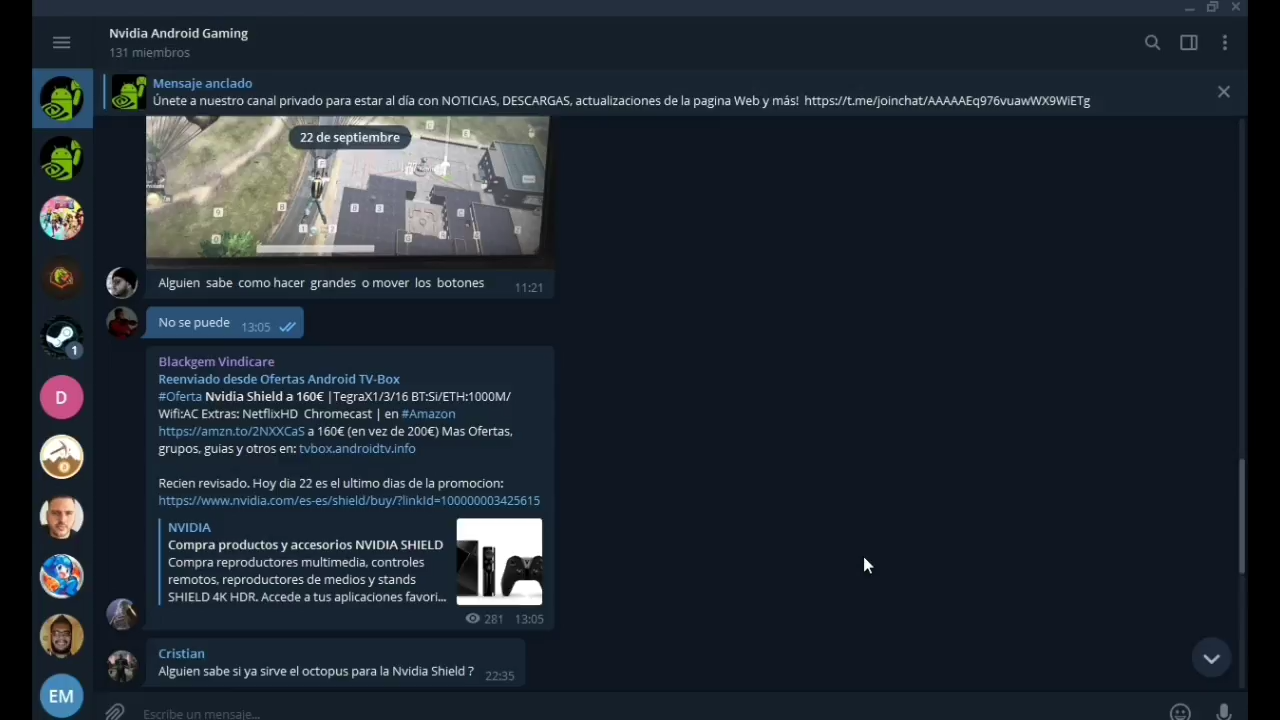 Nvidia Android Gaming
131 miembros
Mensaje anclado
Únete a nuestro canal privado para estar al día con NOTICIAS, DESCARGAS, actualizaciones de la pagina Web y más! https://t.me/joinchat/AAAAAEq976vuawWX9WiETg
22 de septiembre
Alguien sabe como hacer grandes o mover los botones
11:21
No se puede 13:05
Blackgem Vindicare
Reenviado desde Ofertas Android TV-Box
#Oferta Nvidia Shield a 160€ |TegraX1/3/16 BT:Si/ETH:1000M/
Wifi:AC Extras: NetflixHD Chromecast | en #Amazon
https://amzn.to/2NXXCaS a 160€ (en vez de 200€) Mas Ofertas,
grupos, guías y otros en: tvbox.androidtv.info
Recien revisado. Hoy dia 22 es el ultimo dias de la promocion:
https://www.nvidia.com/es-es/shield/buy/?linkId=100000003425615
NVIDIA
Compra productos y accesorios NVIDIA SHIELD
Compra reproductores multimedia, controles
remotos, reproductores de medios y stands
SHIELD 4K HDR. Accede a tus aplicaciones favori...
281 13:05
Cristian
Alguien sabe si ya sirve el octopus para la Nvidia Shield ?
22:35
1
D
EM
Escribe un mensaje...